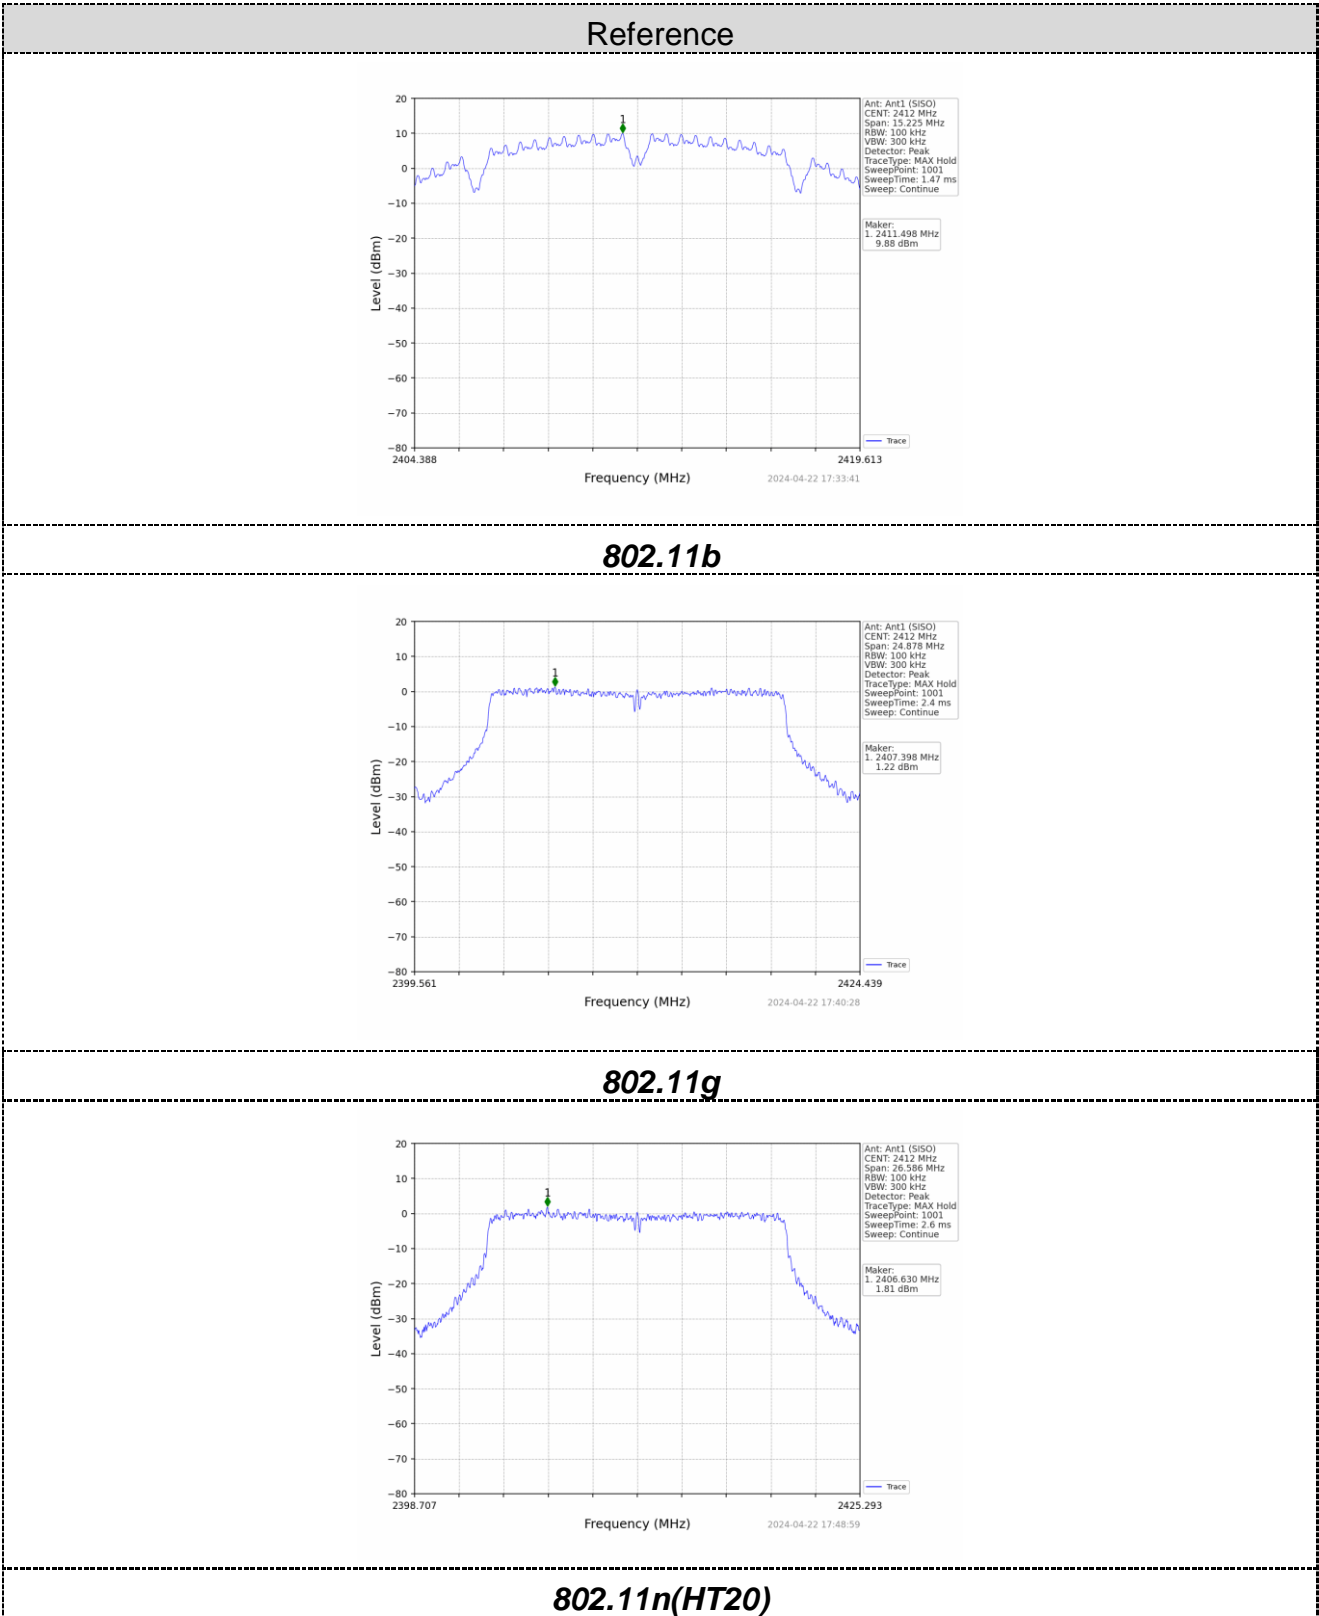 Reference
20
10
0
−10
−20
−30
−40
−50
−60
−70
−80
Level (dBm)
1
2404.388
2419.613
Frequency (MHz)
2024-04-22 17:33:41
Ant: Ant1 (SISO)
CENT: 2412 MHz
Span: 15.225 MHz
RBW: 100 kHz
VBW: 300 kHz
Detector: Peak
TraceType: MAX Hold
SweepPoint: 1001
SweepTime: 1.47 ms
Sweep: Continue
Maker:
1. 2411.498 MHz
9.88 dBm
Trace
802.11b
20
10
0
−10
−20
−30
−40
−50
−60
−70
−80
Level (dBm)
1
2399.561
2424.439
Frequency (MHz)
2024-04-22 17:40:28
Ant: Ant1 (SISO)
CENT: 2412 MHz
Span: 24.878 MHz
RBW: 100 kHz
VBW: 300 kHz
Detector: Peak
TraceType: MAX Hold
SweepPoint: 1001
SweepTime: 2.4 ms
Sweep: Continue
Maker:
1. 2407.398 MHz
1.22 dBm
Trace
802.11g
20
10
0
−10
−20
−30
−40
−50
−60
−70
−80
Level (dBm)
1
2398.707
2425.293
Frequency (MHz)
2024-04-22 17:48:59
Ant: Ant1 (SISO)
CENT: 2412 MHz
Span: 26.586 MHz
RBW: 100 kHz
VBW: 300 kHz
Detector: Peak
TraceType: MAX Hold
SweepPoint: 1001
SweepTime: 2.6 ms
Sweep: Continue
Maker:
1. 2406.630 MHz
1.81 dBm
Trace
802.11n(HT20)